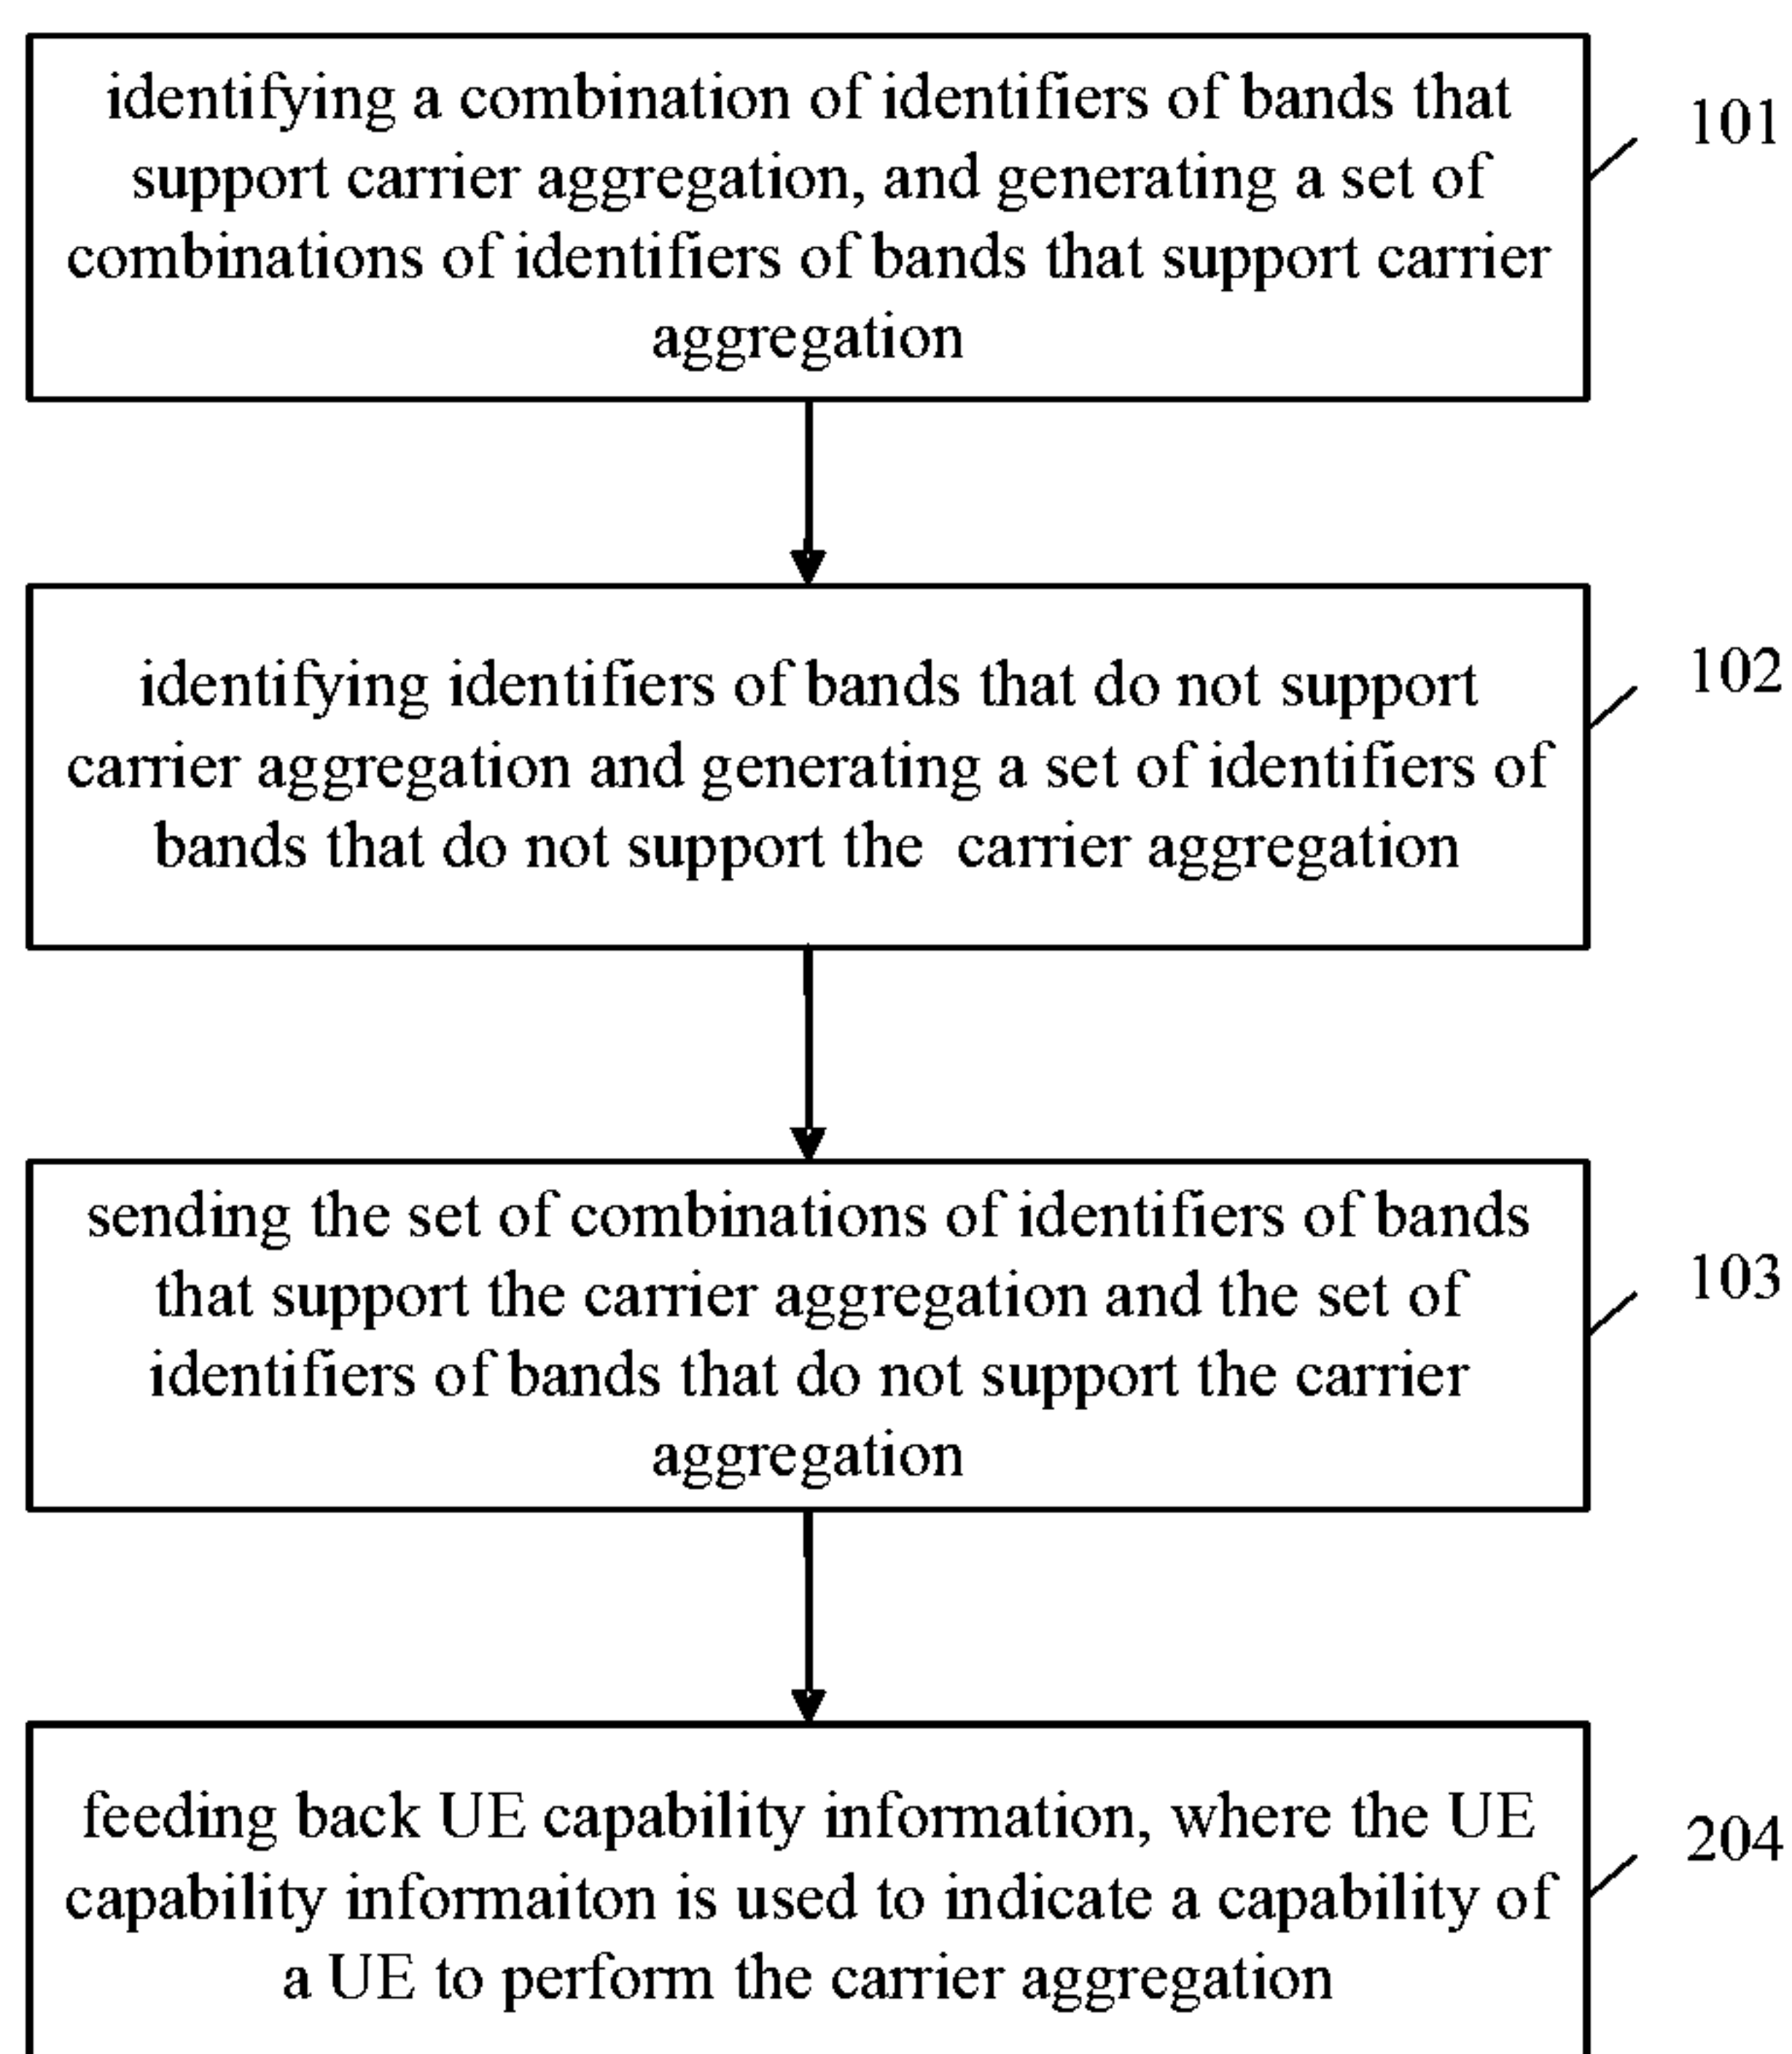 identifying a combination of identifiers of bands that
support carrier aggregation, and generating a set of
combinations of identifiers of bands that support carrier
aggregation
101
identifying identifiers of bands that do not support
carrier aggregation and generating a set of identifiers of
bands that do not support the carrier aggregation
102
sending the set of combinations of identifiers of bands
that support the carrier aggregation and the set of
identifiers of bands that do not support the carrier
aggregation
103
feeding back UE capability information, where the UE
capability informaiton is used to indicate a capability of
a UE to perform the carrier aggregation
204